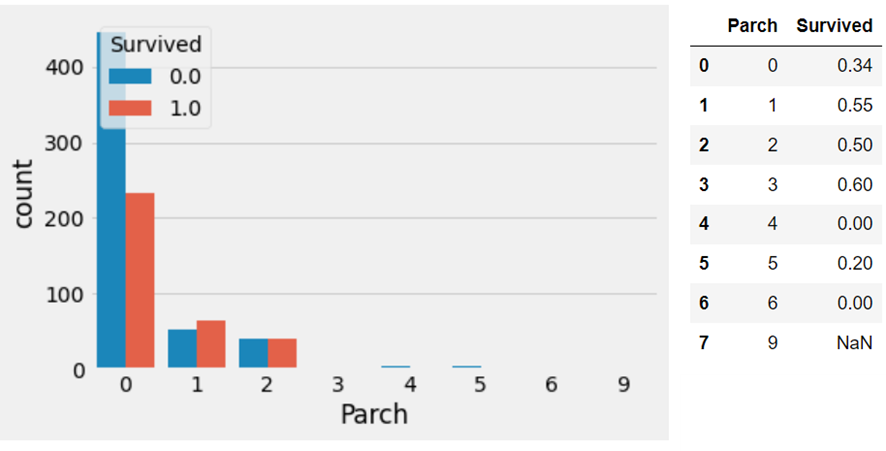 Survived
0.0
1.0
400
300
200
100
0
count
0 1 2 3 4 5 6 9
Parch
Parch Survived
0 0 0.34
1 1 0.55
2 2 0.50
3 3 0.60
4 4 0.00
5 5 0.20
6 6 0.00
7 9 NaN